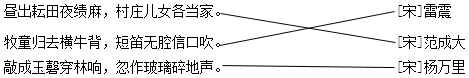 昼出耘田夜绩麻，村庄儿女各当家。 [宋]雷震
牧童归去横牛背，短笛无腔信口吹。 [宋]范成大
敲成玉磬穿林响，忽作玻璃碎地声。 [宋]杨万里